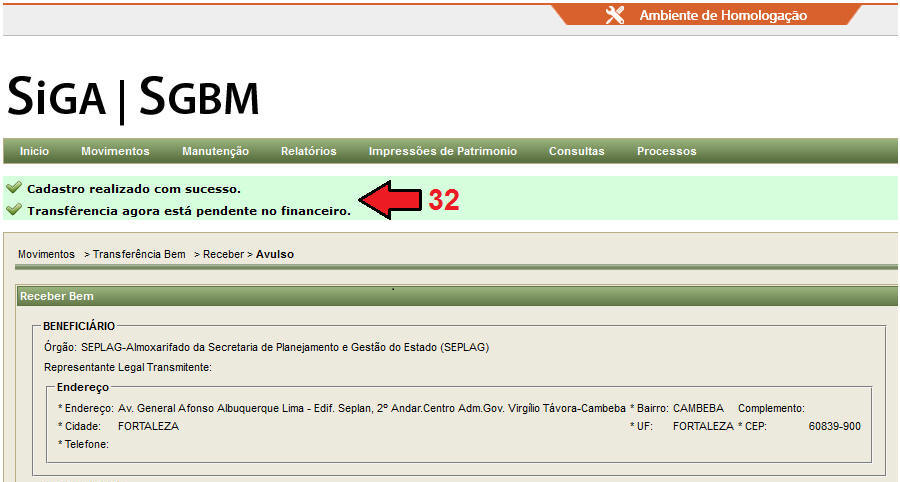 Ambiente de Homologação
SIGA | SGBM
Inicio Movimentos Manutenção Relatórios Impressões de Patrimonio Consultas Processos
Cadastro realizado com sucesso.
Transfêrencia agora está pendente no financeiro.
32
Movimentos > Transferência Bem > Receber > Avulso
Receber Bem
BENEFICIÁRIO
Órgão: SEPLAG-Almoxarifado da Secretaria de Planejamento e Gestão do Estado (SEPLAG)
Representante Legal Transmitente:
Endereço
* Endereço: Av. General Afonso Albuquerque Lima - Edif. Seplan, 2º Andar.Centro Adm.Gov. Virgílio Távora-Cambeba * Bairro: CAMBEBA Complemento:
* Cidade: FORTALEZA * UF: FORTALEZA * CEP: 60839-900
* Telefone: